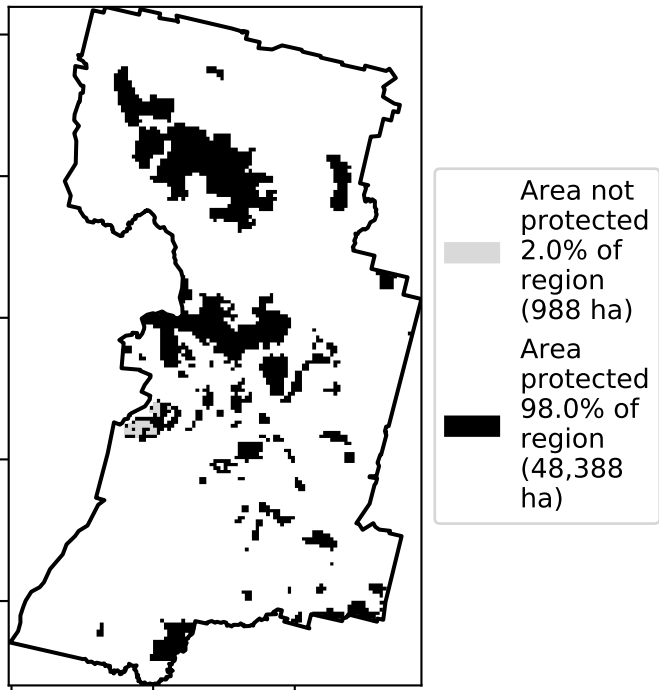 Area not
protected
2.0% of
region
(988 ha)
Area
protected
98.0% of
region
(48,388
ha)